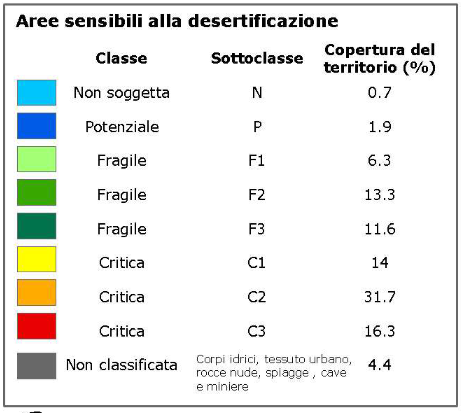 Aree sensibili alla desertificazione
Classe Sottoclasse Copertura del territorio (%)
Non soggetta N 0.7
Potenziale P 1.9
Fragile F1 6.3
Fragile F2 13.3
Fragile F3 11.6
Critica C1 14
Critica C2 31.7
Critica C3 16.3
Non classificata Corpi idrici, tessuto urbano, rocce nude, spiagge , cave e miniere 4.4